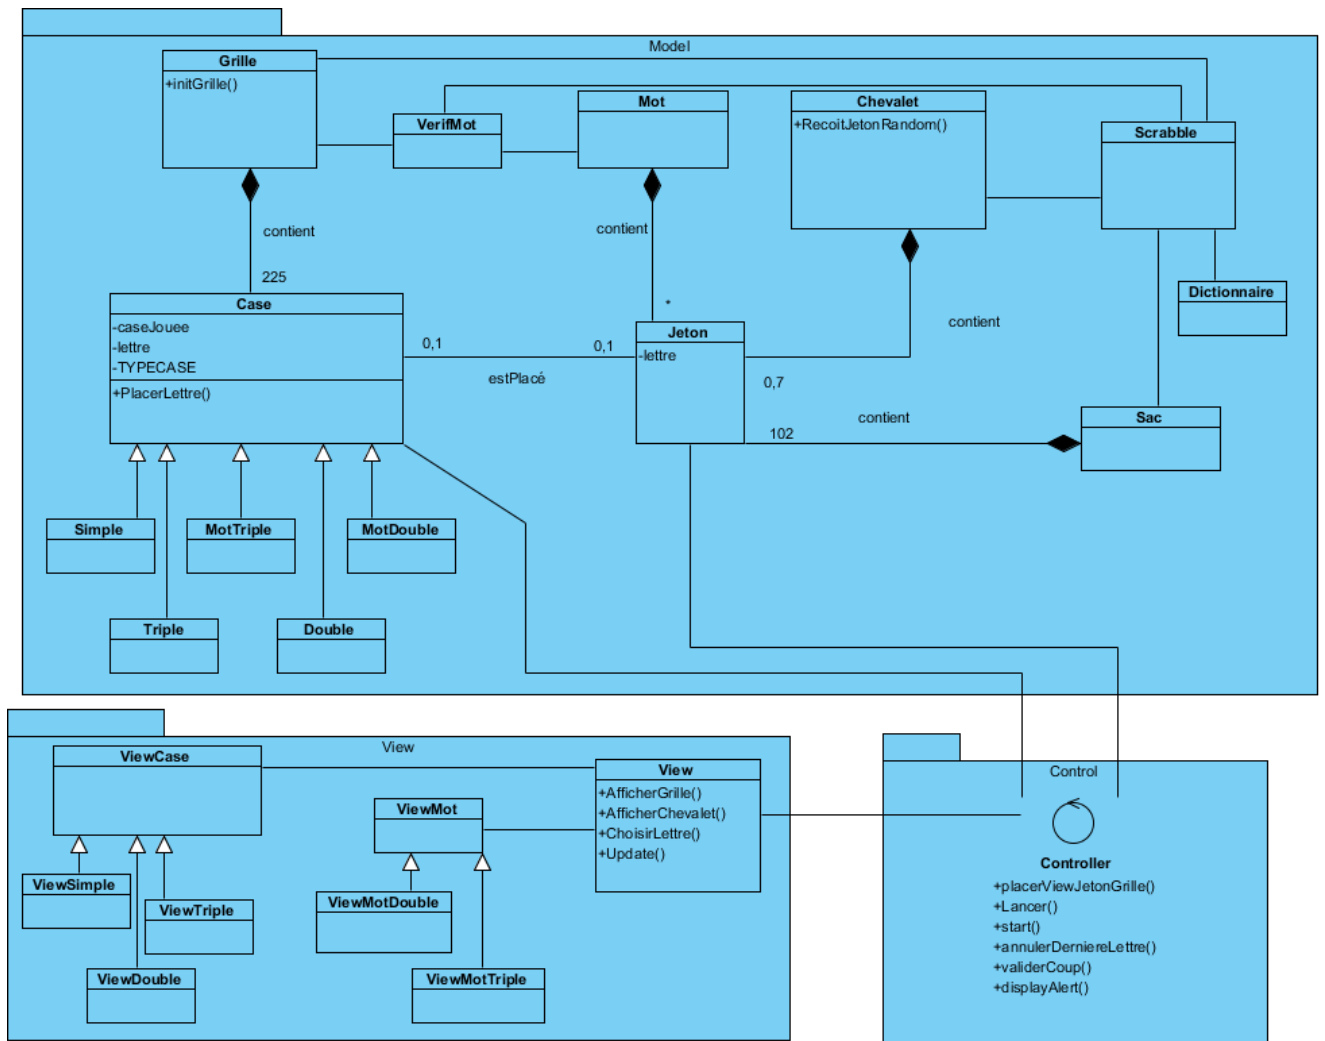 Model
Grille
+initGrille()
VerifMot
Mot
Chevalet
+RecoitJetonRandom()
Scrabble
contient
225
contient
*
contient
Dictionnaire
Case
-caseJouee
-lettre
-TYPECASE
+PlacerLettre()
0,1
0,1
estPlacé
Jeton
-lettre
0,7
102
contient
Sac
Simple
MotTriple
MotDouble
Triple
Double
View
ViewCase
ViewMot
View
+AfficherGrille()
+AfficherChevalet()
+ChoisirLettre()
+Update()
ViewSimple
ViewTriple
ViewDouble
ViewMotDouble
ViewMotTriple
Control
Controller
+placerViewJetonGrille()
+Lancer()
+start()
+annulerDerniereLettre()
+validerCoup()
+displayAlert()